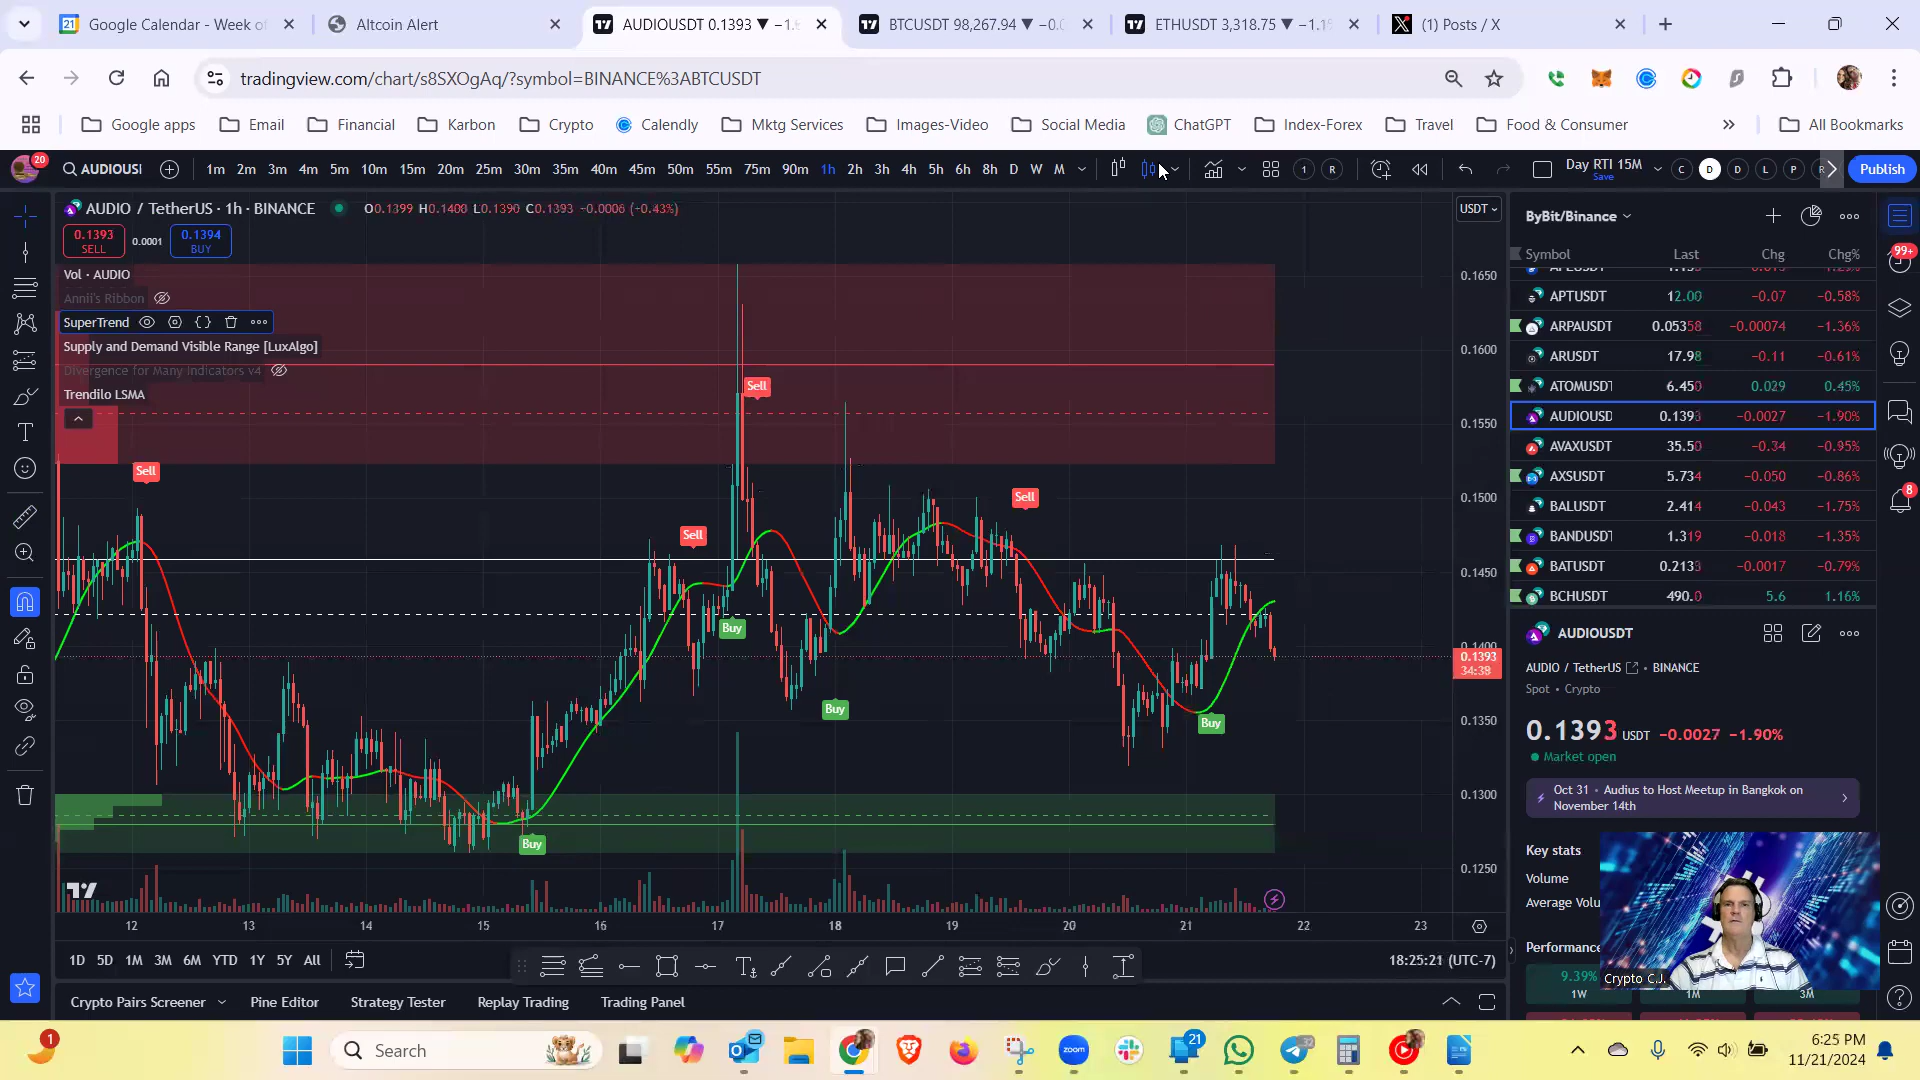 Google Calendar - Week of
Altcoin Alert
AUDIOUSDT 0.1393 ▼ −1.
BTCUSDT 98,267.94 ▼ −0.
ETHUSDT 3,318.75 ▼ −1.1
(1) Posts / X
tradingview.com/chart/s8SXOgAq/?symbol=BINANCE%3ABTCUSDT
Google apps
Email
Financial
Karbon
Crypto
Calendly
Mktg Services
Images-Video
Social Media
ChatGPT
Index-Forex
Travel
Food & Consumer
All Bookmarks
20
AUDIOUSI
1m 2m 3m 4m 5m 10m 15m 20m 25m 30m 35m 40m 45m 50m 55m 75m 90m 1h 2h 3h 4h 5h 6h 8h D W M
1 R
Day RTI 15M
Save
C D D L P R
Publish
AUDIO / TetherUS · 1h · BINANCE
O0.1399 H0.1400 L0.1390 C0.1393 −0.0006 (−0.43%)
USDT
0.1393
SELL
0.0001
0.1394
BUY
Vol · AUDIO
Annii's Ribbon
SuperTrend
Supply and Demand Visible Range [LuxAlgo]
Divergence for Many Indicators v4
Trendilo LSMA
Sell
Sell
Sell
Sell
Buy
Buy
Buy
Buy
0.1650
0.1600
0.1550
0.1500
0.1450
0.1400
0.1393
34:38
0.1350
0.1300
0.1250
12 13 14 15 16 17 18 19 20 21 22 23
1D 5D 1M 3M 6M YTD 1Y 5Y All
18:25:21 (UTC-7)
Crypto Pairs Screener
Pine Editor
Strategy Tester
Replay Trading
Trading Panel
ByBit/Binance
Symbol Last Chg Chg%
APTUSDT 12.00 −0.07 −0.58%
ARPAUSDT 0.05358 −0.00074 −1.36%
ARUSDT 17.98 −0.11 −0.61%
ATOMUSDT 6.450 0.029 0.45%
AUDIOUSD 0.1393 −0.0027 −1.90%
AVAXUSDT 35.50 −0.34 −0.95%
AXSUSDT 5.734 −0.050 −0.86%
BALUSDT 2.414 −0.043 −1.75%
BANDUSDT 1.319 −0.018 −1.35%
BATUSDT 0.2133 −0.0017 −0.79%
BCHUSDT 490.0 5.6 1.16%
99+
8
AUDIOUSDT
AUDIO / TetherUS • BINANCE
Spot • Crypto
0.1393 USDT −0.0027 −1.90%
Market open
Oct 31 • Audius to Host Meetup in Bangkok on
November 14th
Key stats
Volume
Average Volu
Performance
9.39%
1W
1M
3M
Crypto C.J.
1
Search
zoom
21
32
6:25 PM
11/21/2024